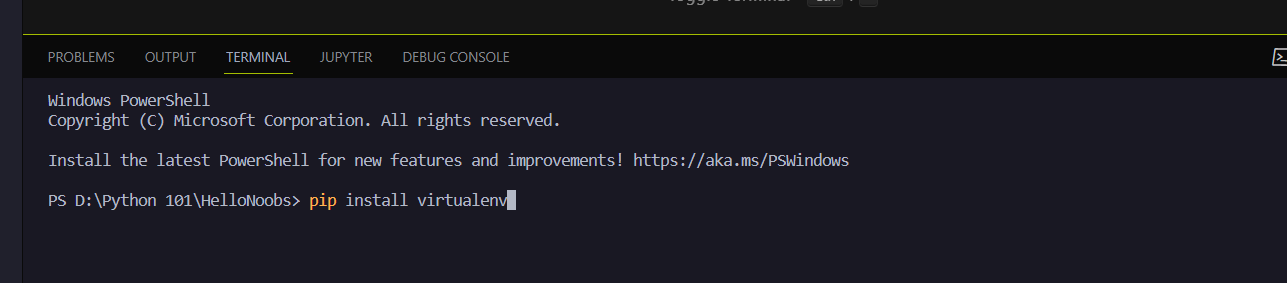 Toggle Terminal
PROBLEMS OUTPUT TERMINAL JUPYTER DEBUG CONSOLE
Windows PowerShell
Copyright (C) Microsoft Corporation. All rights reserved.
Install the latest PowerShell for new features and improvements! https://aka.ms/PSWindows
PS D:\Python 101\HelloNoobs> pip install virtualenv